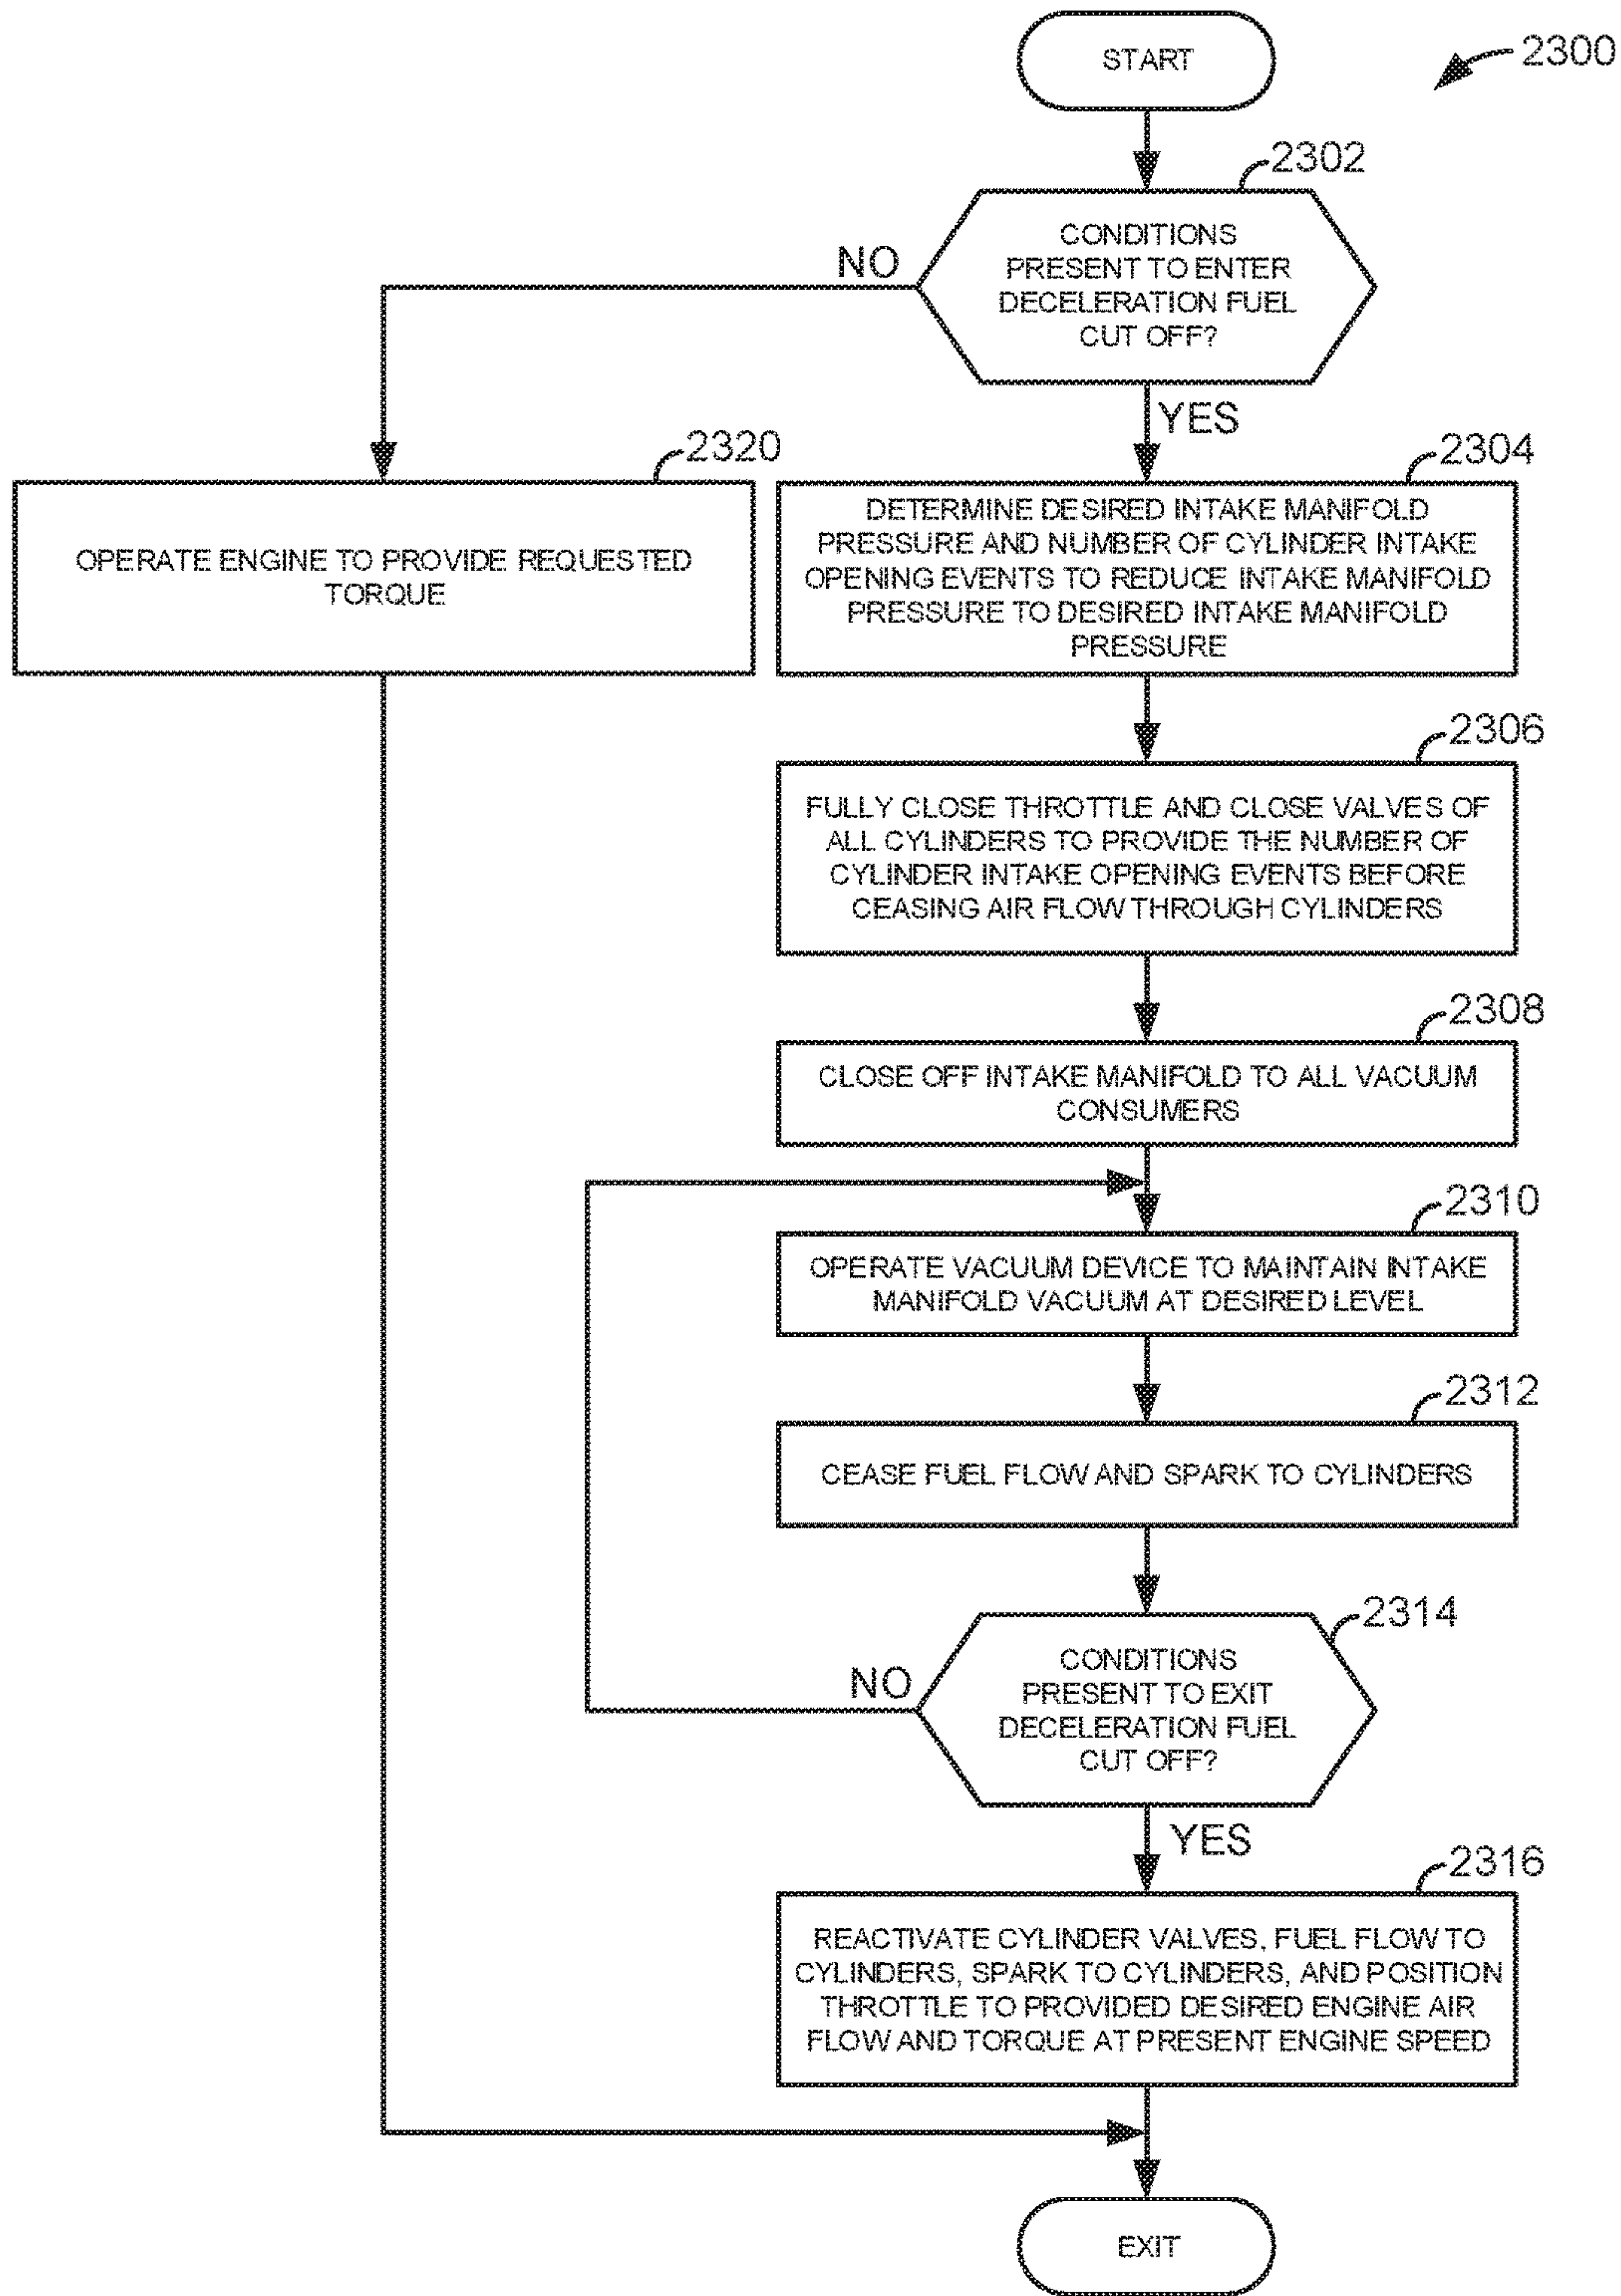 START
2300
2302
CONDITIONS
PRESENT TO ENTER
DECELERATION FUEL
CUT OFF?
NO
YES
2320
OPERATE ENGINE TO PROVIDE REQUESTED
TORQUE
2304
DETERMINE DESIRED INTAKE MANIFOLD
PRESSURE AND NUMBER OF CYLINDER INTAKE
OPENING EVENTS TO REDUCE INTAKE MANIFOLD
PRESSURE TO DESIRED INTAKE MANIFOLD
PRESSURE
2306
FULLY CLOSE THROTTLE AND CLOSE VALVES OF
ALL CYLINDERS TO PROVIDE THE NUMBER OF
CYLINDER INTAKE OPENING EVENTS BEFORE
CEASING AIR FLOW THROUGH CYLINDERS
2308
CLOSE OFF INTAKE MANIFOLD TO ALL VACUUM
CONSUMERS
2310
OPERATE VACUUM DEVICE TO MAINTAIN INTAKE
MANIFOLD VACUUM AT DESIRED LEVEL
2312
CEASE FUEL FLOW AND SPARK TO CYLINDERS
2314
CONDITIONS
PRESENT TO EXIT
DECELERATION FUEL
CUT OFF?
NO
YES
2316
REACTIVATE CYLINDER VALVES, FUEL FLOW TO
CYLINDERS, SPARK TO CYLINDERS, AND POSITION
THROTTLE TO PROVIDED DESIRED ENGINE AIR
FLOW AND TORQUE AT PRESENT ENGINE SPEED
EXIT